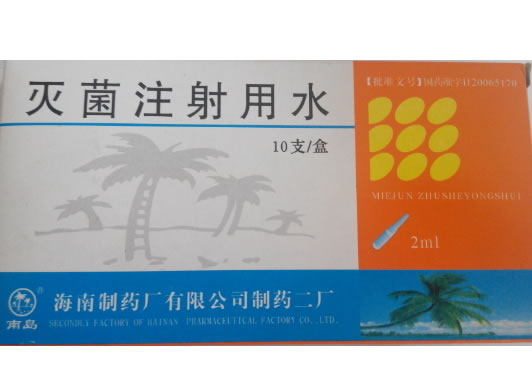 【批准文号】国药准字H20065170
灭菌注射用水
10支/盒
MIEJUN ZHUSHEYONGSHUI
2ml
南岛
®
海南制药厂有限公司制药二厂
SECONDLY FACTORY OF HAINAN PHARMACEUTICAL FACTORY CO.,LTD.